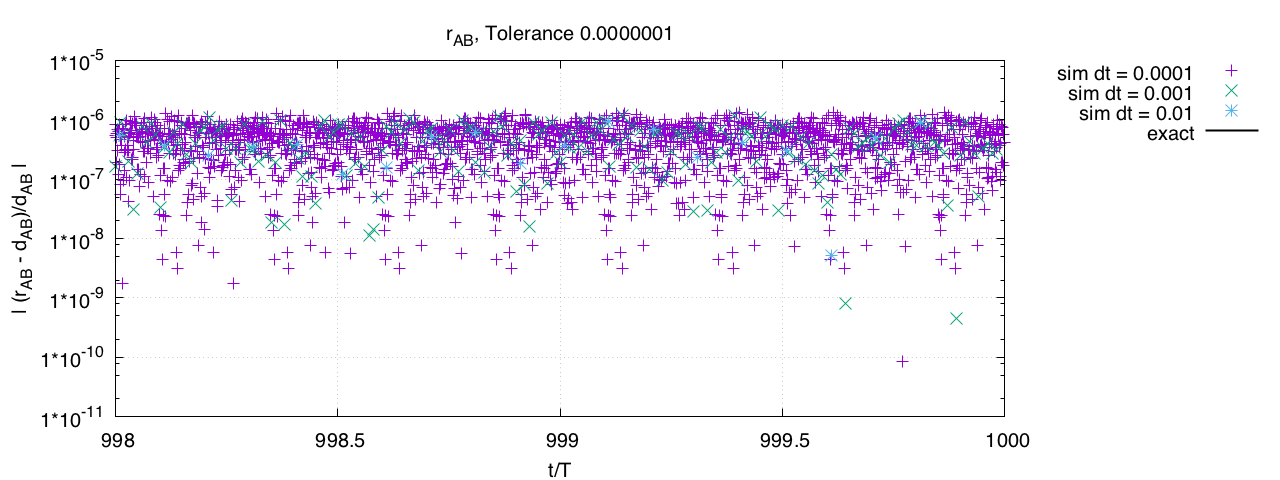 r_AB, Tolerance 0.0000001
1*10^-5
1*10^-6
1*10^-7
1*10^-8
1*10^-9
1*10^-10
1*10^-11
| (r_AB - d_AB)/d_AB |
998
998.5
999
999.5
1000
t/T
sim dt = 0.0001
sim dt = 0.001
sim dt = 0.01
exact